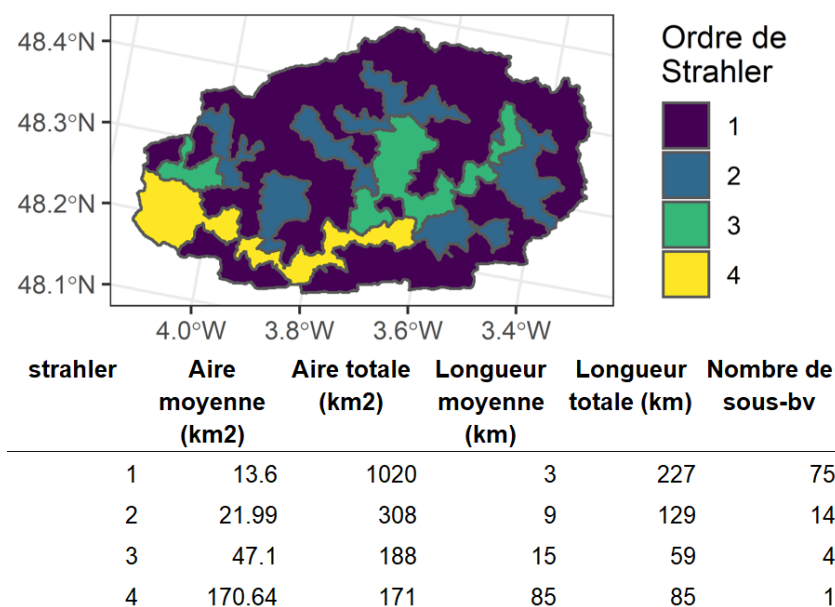 48.4°N
48.3°N
48.2°N
48.1°N
4.0°W 3.8°W 3.6°W 3.4°W
Ordre de
Strahler
1
2
3
4
strahler Aire Aire totale Longueur Longueur Nombre de
moyenne (km2) moyenne totale (km) sous-bv
(km2) (km)
1 13.6 1020 3 227 75
2 21.99 308 9 129 14
3 47.1 188 15 59 4
4 170.64 171 85 85 1